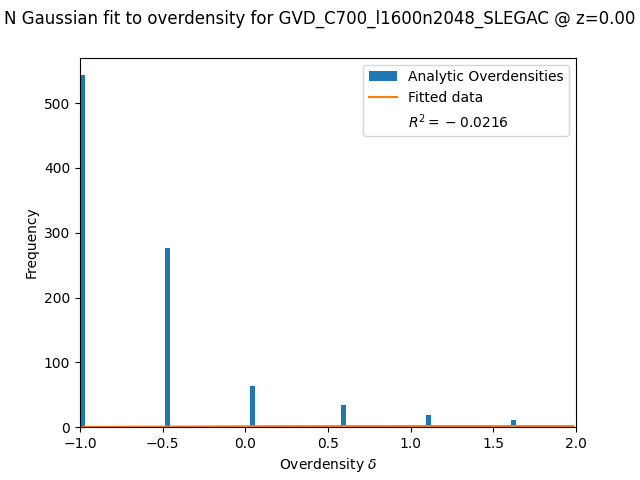 N Gaussian fit to overdensity for GVD_C700_l1600n2048_SLEGAC @ z=0.00
Analytic Overdensities
Fitted data
R² = − 0.0216
Frequency
500
400
300
200
100
0
−1.0 −0.5 0.0 0.5 1.0 1.5 2.0
Overdensity δ